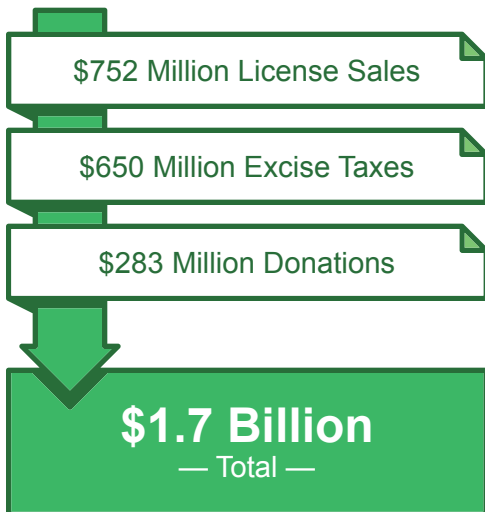 $752 Million License Sales
$650 Million Excise Taxes
$283 Million Donations
$1.7 Billion
— Total —